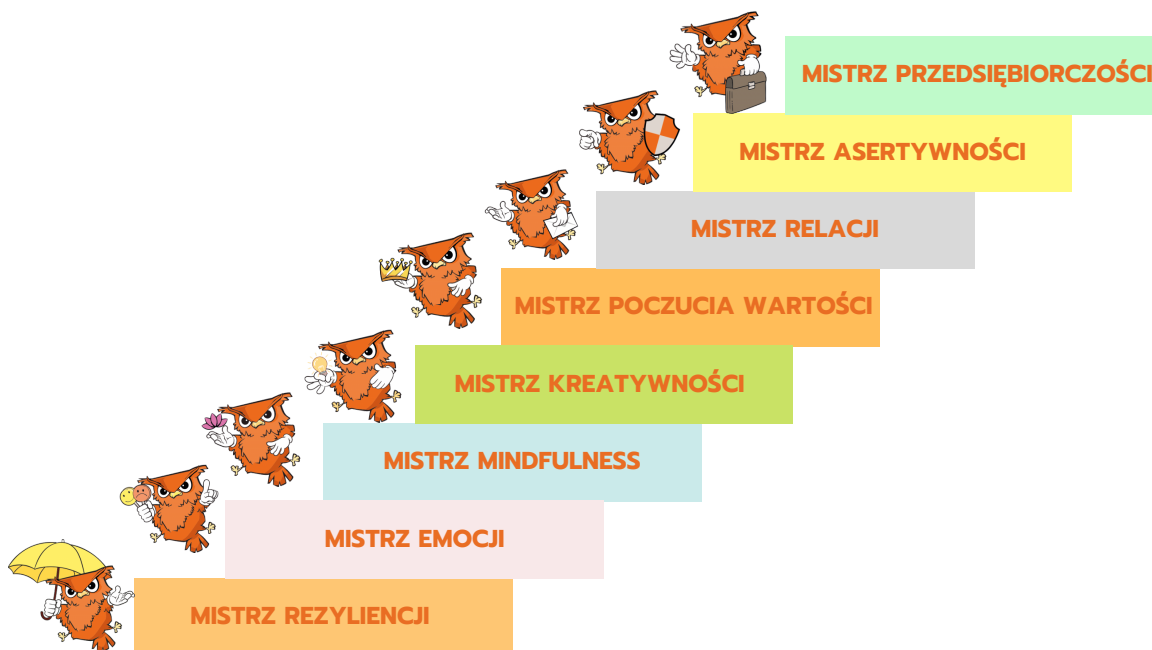 MISTRZ PRZEDSIĘBIORCZOŚCI
MISTRZ ASERTYWNOŚCI
MISTRZ RELACJI
MISTRZ POCZUCIA WARTOŚCI
MISTRZ KREATYWNOŚCI
MISTRZ MINDFULNESS
MISTRZ EMOCJI
MISTRZ REZYLIENCJI